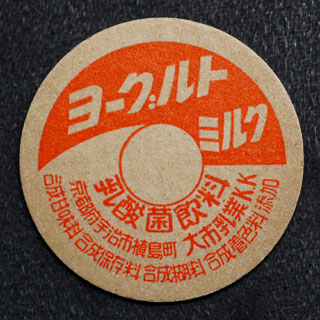 ヨーグルト
ミルク
乳酸菌飲料
京都府宇治市槇島町 大市乳業K.K
合成甘味料 合成保存料 合成糊料 合成着色料 添加